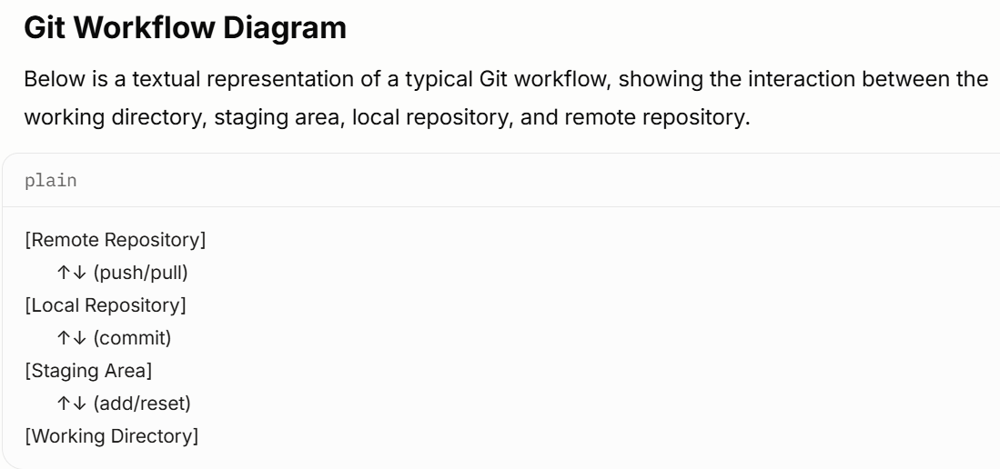 Git Workflow Diagram
Below is a textual representation of a typical Git workflow, showing the interaction between the
working directory, staging area, local repository, and remote repository.
plain
[Remote Repository]
↑↓ (push/pull)
[Local Repository]
↑↓ (commit)
[Staging Area]
↑↓ (add/reset)
[Working Directory]